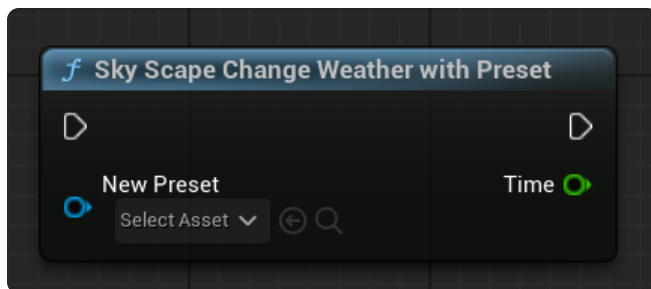 f Sky Scape Change Weather with Preset
New Preset
Time
Select Asset